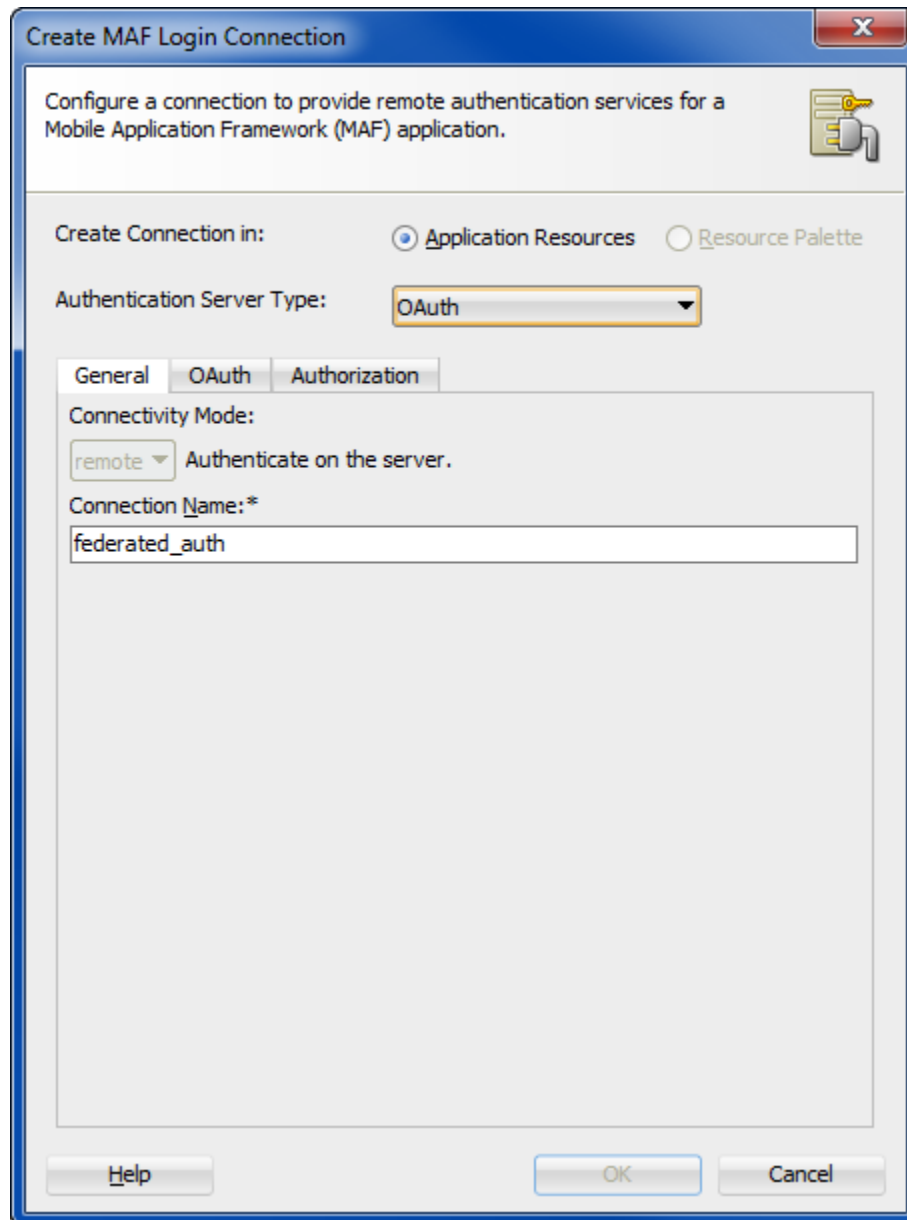 Create MAF Login Connection
Configure a connection to provide remote authentication services for a
Mobile Application Framework (MAF) application.
Create Connection in: Application Resources Resource Palette
Authentication Server Type: OAuth
General OAuth Authorization
Connectivity Mode:
remote Authenticate on the server.
Connection Name:*
federated_auth
Help OK Cancel